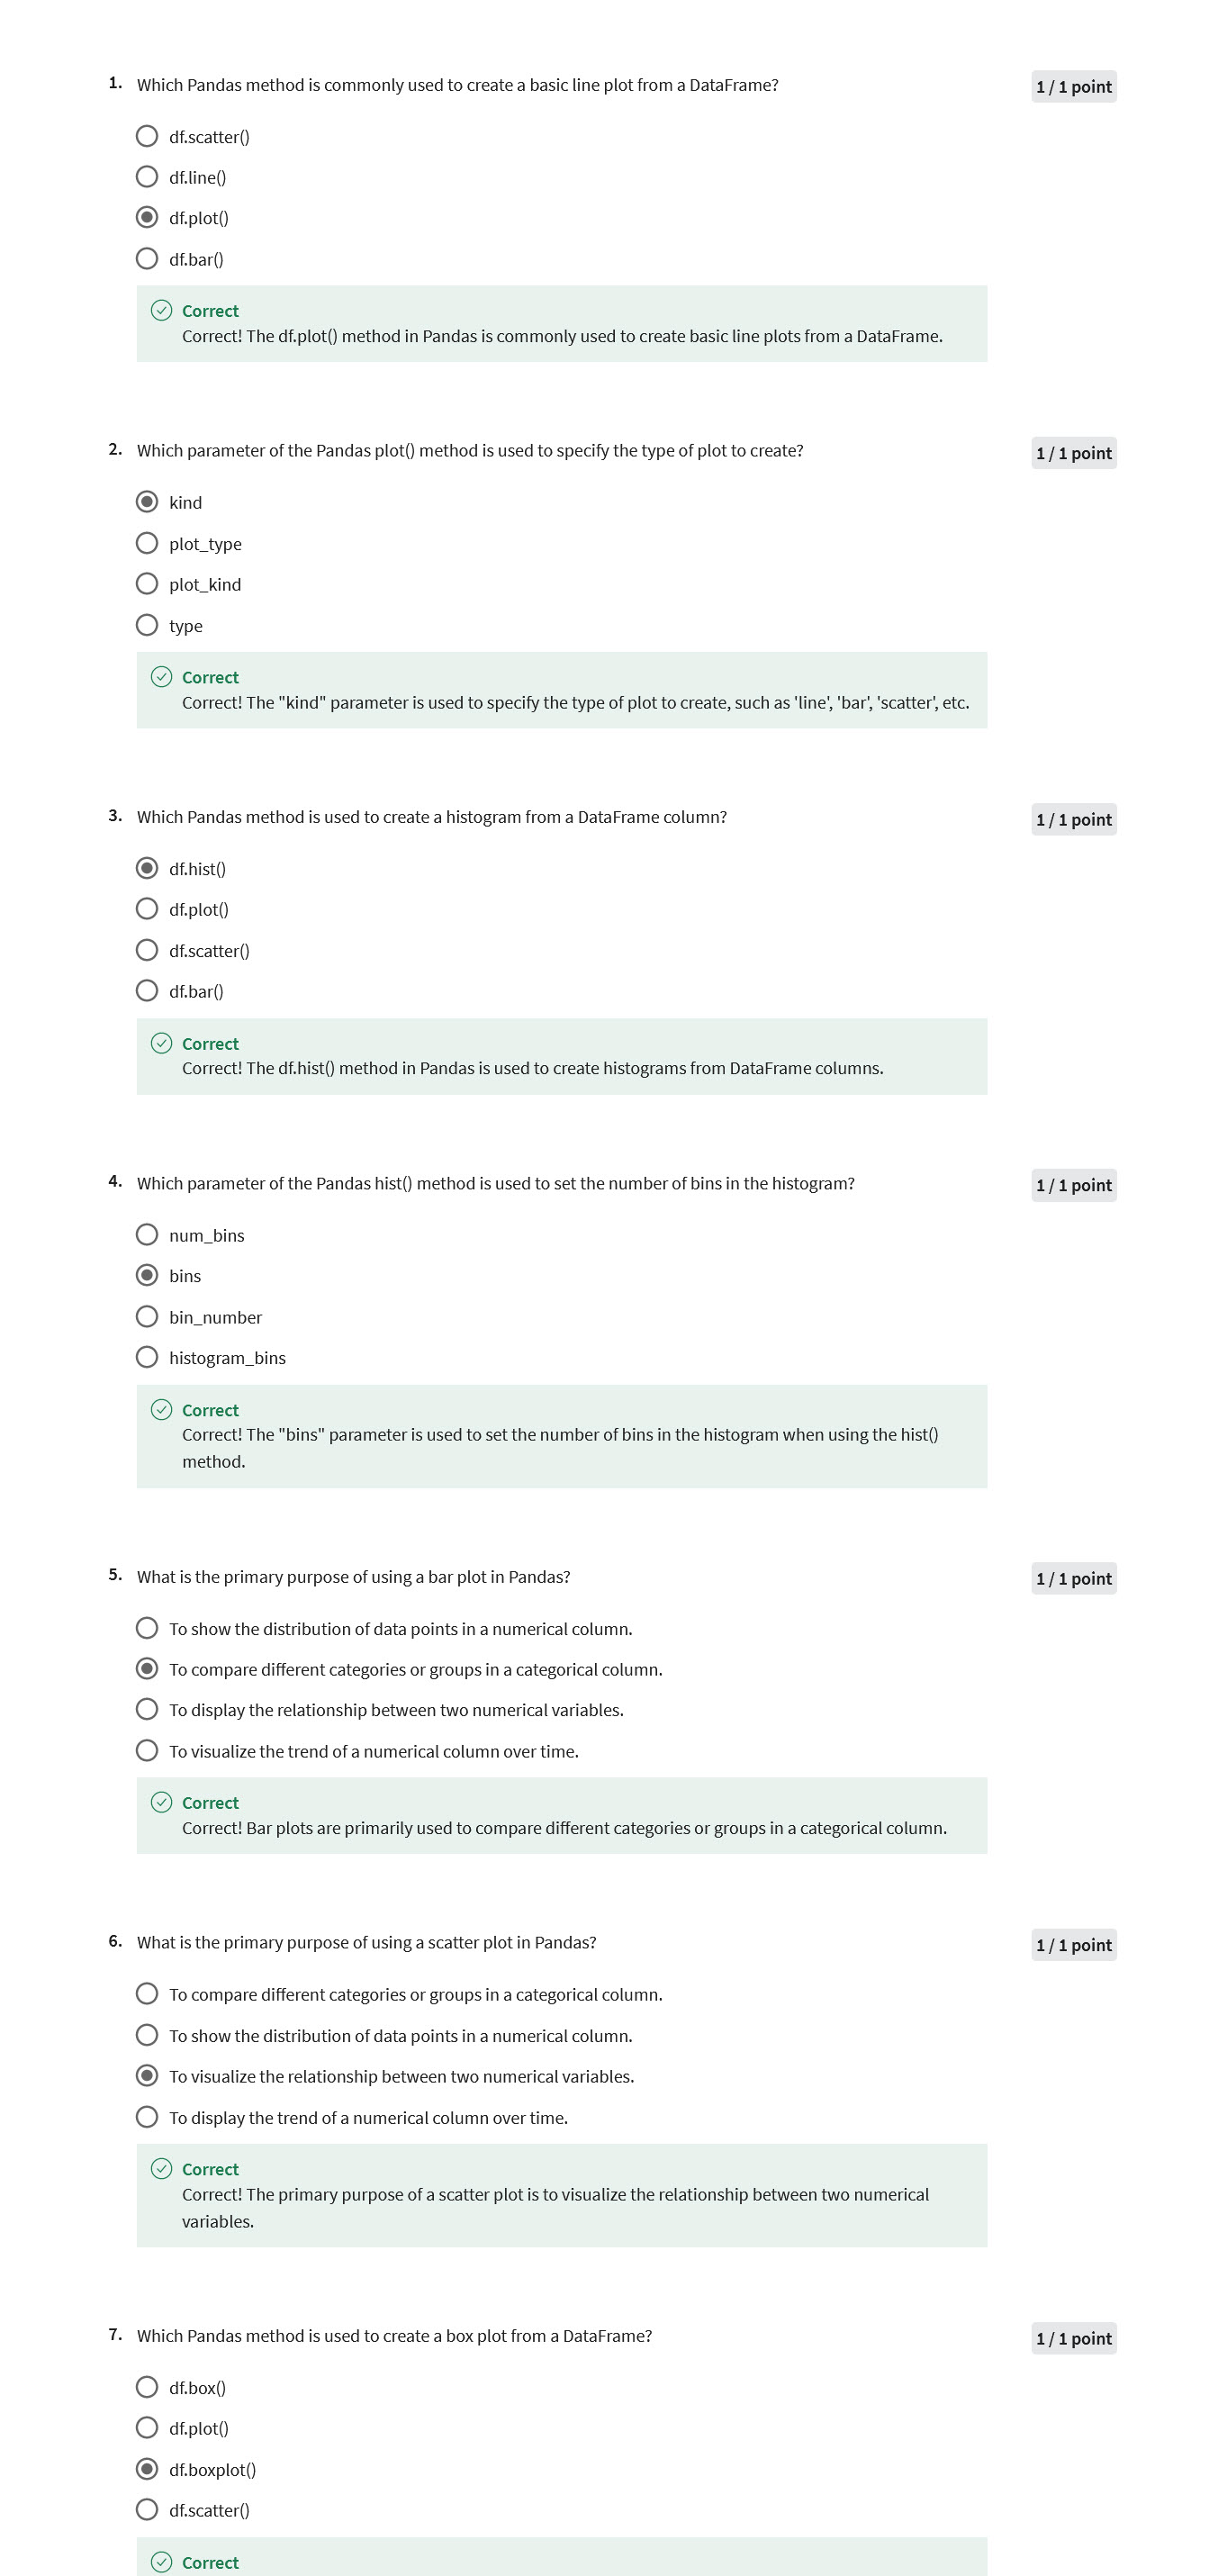 1. Which Pandas method is commonly used to create a basic line plot from a DataFrame? 1 / 1 point
df.scatter()
df.line()
df.plot()
df.bar()
Correct
Correct! The df.plot() method in Pandas is commonly used to create basic line plots from a DataFrame.
2. Which parameter of the Pandas plot() method is used to specify the type of plot to create? 1 / 1 point
kind
plot_type
plot_kind
type
Correct
Correct! The "kind" parameter is used to specify the type of plot to create, such as 'line', 'bar', 'scatter', etc.
3. Which Pandas method is used to create a histogram from a DataFrame column? 1 / 1 point
df.hist()
df.plot()
df.scatter()
df.bar()
Correct
Correct! The df.hist() method in Pandas is used to create histograms from DataFrame columns.
4. Which parameter of the Pandas hist() method is used to set the number of bins in the histogram? 1 / 1 point
num_bins
bins
bin_number
histogram_bins
Correct
Correct! The "bins" parameter is used to set the number of bins in the histogram when using the hist()
method.
5. What is the primary purpose of using a bar plot in Pandas? 1 / 1 point
To show the distribution of data points in a numerical column.
To compare different categories or groups in a categorical column.
To display the relationship between two numerical variables.
To visualize the trend of a numerical column over time.
Correct
Correct! Bar plots are primarily used to compare different categories or groups in a categorical column.
6. What is the primary purpose of using a scatter plot in Pandas? 1 / 1 point
To compare different categories or groups in a categorical column.
To show the distribution of data points in a numerical column.
To visualize the relationship between two numerical variables.
To display the trend of a numerical column over time.
Correct
Correct! The primary purpose of a scatter plot is to visualize the relationship between two numerical
variables.
7. Which Pandas method is used to create a box plot from a DataFrame? 1 / 1 point
df.box()
df.plot()
df.boxplot()
df.scatter()
Correct